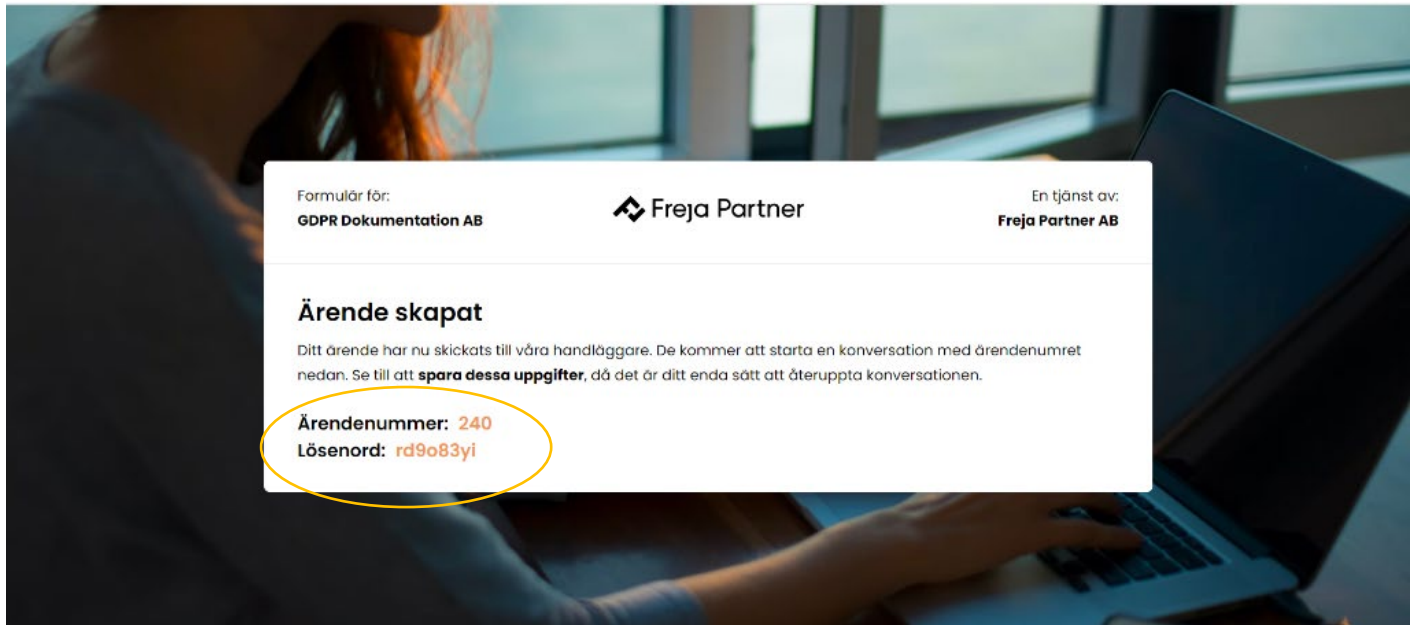 Formulär för:
GDPR Dokumentation AB
Freja Partner
En tjänst av:
Freja Partner AB
Ärende skapat
Ditt ärende har nu skickats till våra handläggare. De kommer att starta en konversation med ärendenumret
nedan. Se till att spara dessa uppgifter, då det är ditt enda sätt att återuppta konversationen.
Ärendenummer: 240
Lösenord: rd9o83yi